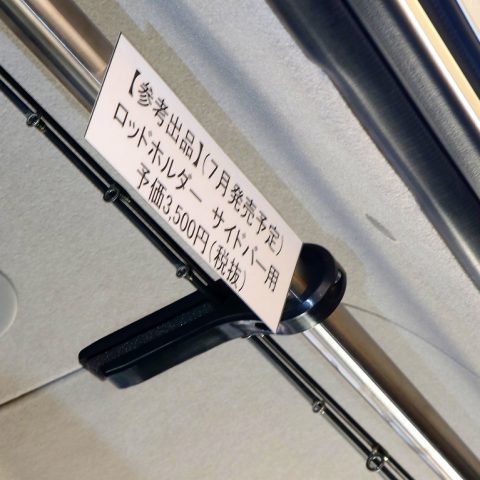 【参考出品】(7月発売予定)
ロッドホルダー サイドバー用
予価3,500円(税抜)